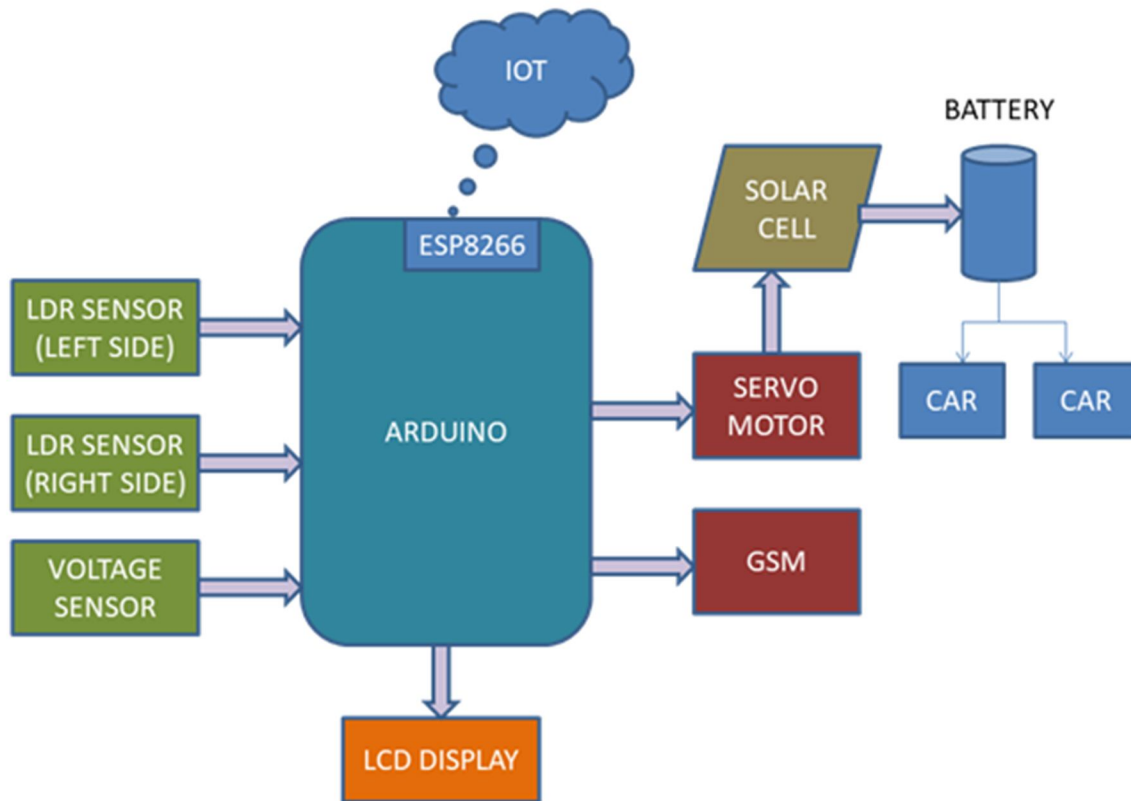 IOT
BATTERY
SOLAR
CELL
ESP8266
LDR SENSOR
(LEFT SIDE)
ARDUINO
SERVO
MOTOR
CAR
CAR
LDR SENSOR
(RIGHT SIDE)
VOLTAGE
SENSOR
GSM
LCD DISPLAY